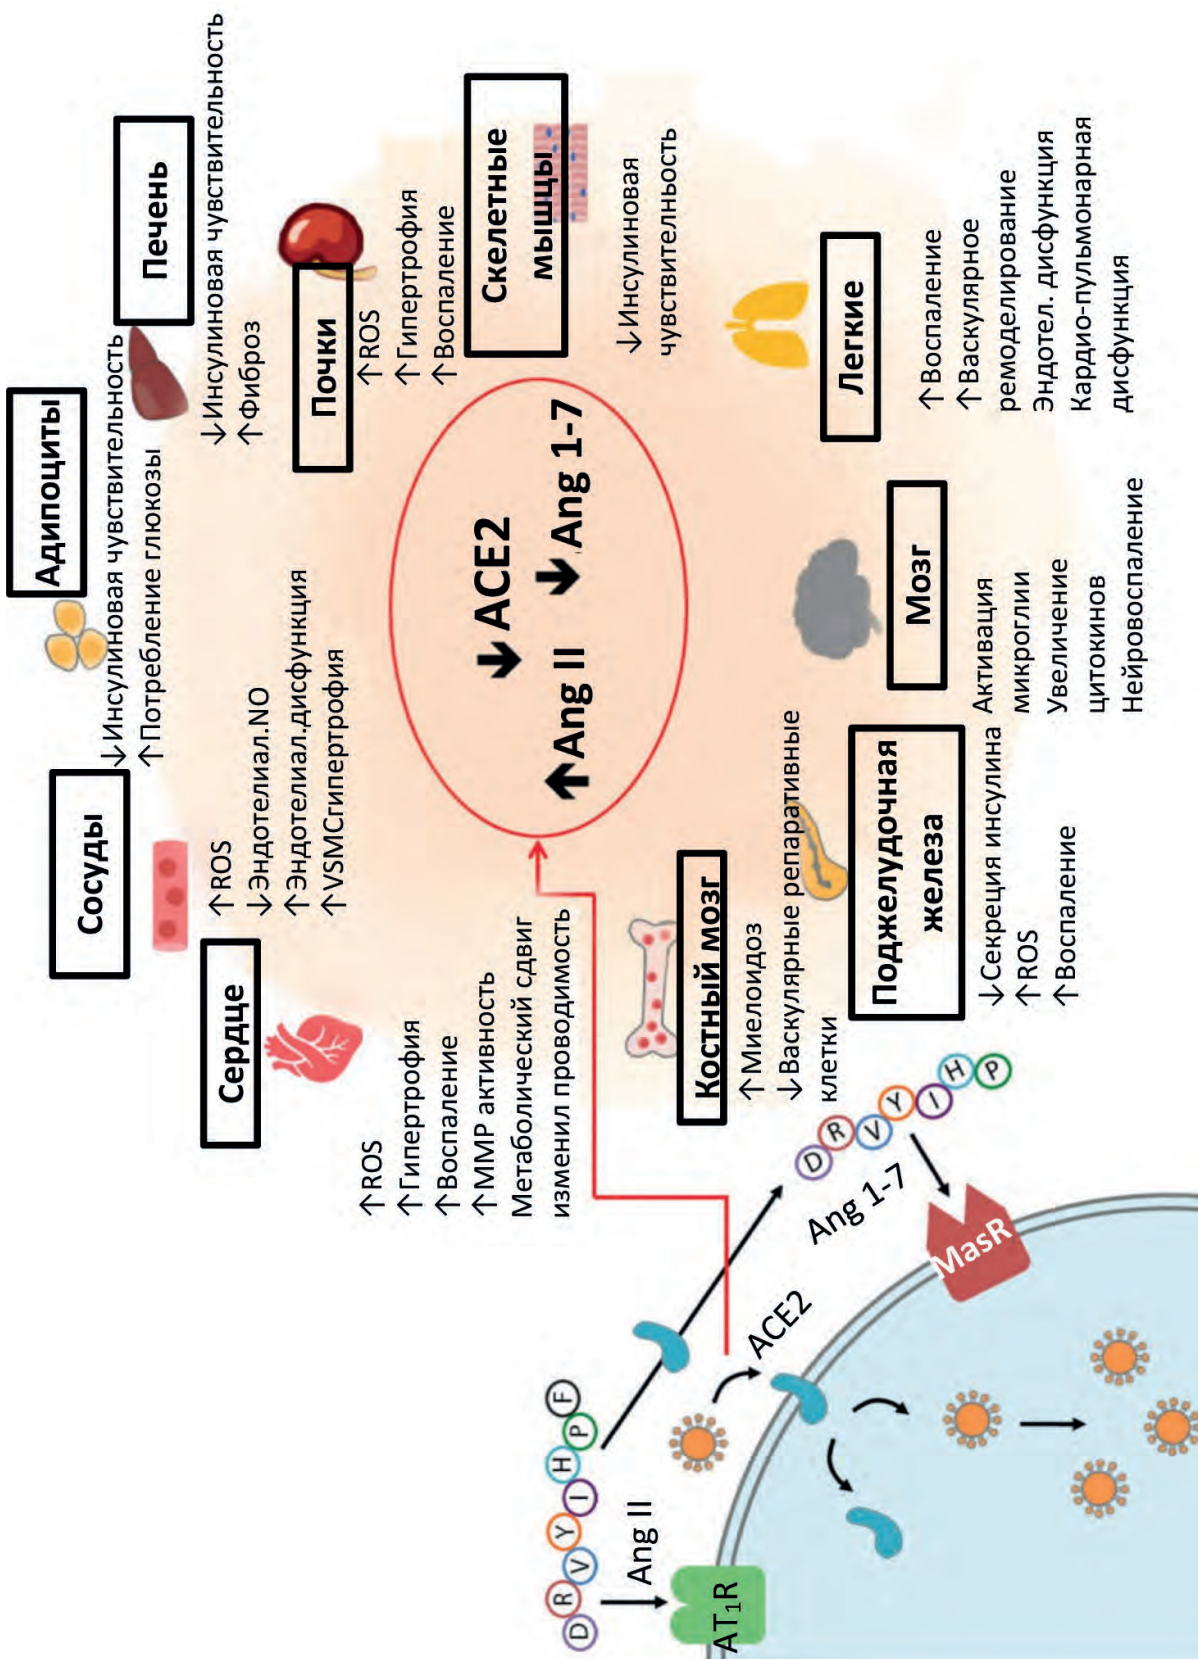 Адипоциты
↓Инсулиновая чувствительность
↑Потребление глюкозы
Печень
↓Инсулиновая чувствительность
↑Фиброз
Сосуды
↑ROS
↓Эндотелиал.NO
↑Эндотелиал.дисфункция
↑VSMCгипертрофия
Почки
↑ROS
↑Гипертрофия
↑Воспаление
Сердце
↑ROS
↑Гипертрофия
↑Воспаление
↑MMP активность
Метаболический сдвиг
изменил проводимость
Скелетные
мышцы
↓Инсулиновая
чувствительность
↓ACE2
↑Ang II
↓Ang 1-7
Костный мозг
↑Миелоидоз
↓Васкулярные репаративные
клетки
Поджелудочная
железа
↓Секреция инсулина
↑ROS
↑Воспаление
Мозг
Активация
микроглии
Увеличение
цитокинов
Нейровоспаление
Легкие
↑Воспаление
↑Васкулярное
ремоделирование
Эндотел. дисфункция
Кардио-пульмонарная
дисфункция
D R V Y I H P F
Ang II
AT1R
ACE2
D R V Y I H P
Ang 1-7
MasR